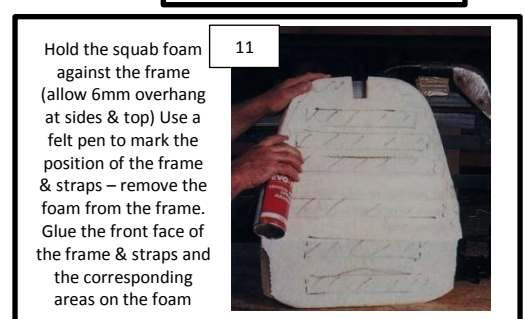 Hold the squab foam
against the frame
(allow 6mm overhang
at sides & top) Use a
felt pen to mark the
position of the frame
& straps – remove the
foam from the frame.
Glue the front face of
the frame & straps and
the corresponding
areas on the foam
11